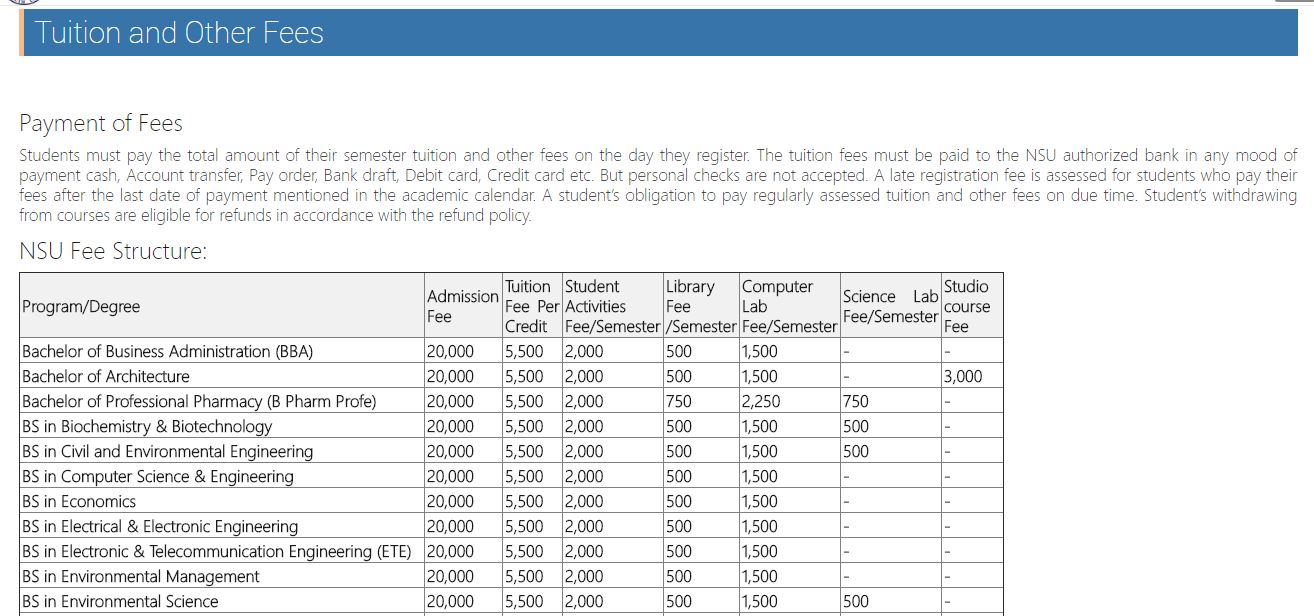 Tuition and Other Fees
Payment of Fees
Students must pay the total amount of their semester tuition and other fees on the day they register. The tuition fees must be paid to the NSU authorized bank in any mood of
payment cash, Account transfer, Pay order, Bank draft, Debit card, Credit card etc. But personal checks are not accepted. A late registration fee is assessed for students who pay their
fees after the last date of payment mentioned in the academic calendar. A student's obligation to pay regularly assessed tuition and other fees on due time. Student's withdrawing
from courses are eligible for refunds in accordance with the refund policy.
NSU Fee Structure:
Program/Degree Admission Fee Tuition Fee Per Credit Student Activities Fee/Semester Library Fee /Semester Computer Lab Fee/Semester Science Lab Fee/Semester Studio course Fee
Bachelor of Business Administration (BBA) 20,000 5,500 2,000 500 1,500 - -
Bachelor of Architecture 20,000 5,500 2,000 500 1,500 - 3,000
Bachelor of Professional Pharmacy (B Pharm Profe) 20,000 5,500 2,000 750 2,250 750 -
BS in Biochemistry & Biotechnology 20,000 5,500 2,000 500 1,500 500 -
BS in Civil and Environmental Engineering 20,000 5,500 2,000 500 1,500 500 -
BS in Computer Science & Engineering 20,000 5,500 2,000 500 1,500 - -
BS in Economics 20,000 5,500 2,000 500 1,500 - -
BS in Electrical & Electronic Engineering 20,000 5,500 2,000 500 1,500 - -
BS in Electronic & Telecommunication Engineering (ETE) 20,000 5,500 2,000 500 1,500 - -
BS in Environmental Management 20,000 5,500 2,000 500 1,500 - -
BS in Environmental Science 20,000 5,500 2,000 500 1,500 500 -